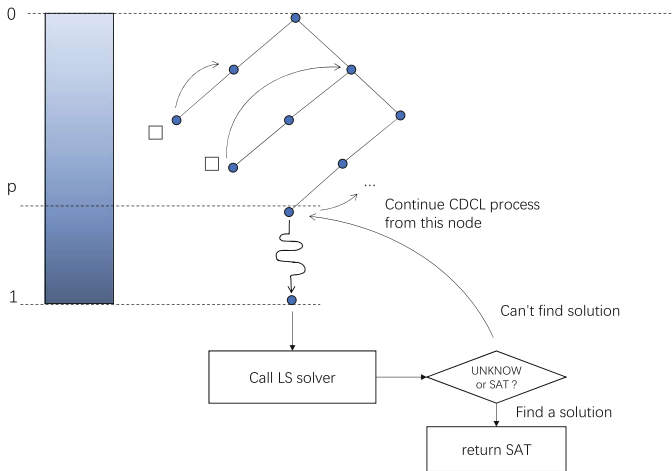 0
p
...
Continue CDCL process
from this node
1
Can't find solution
Call LS solver
UNKNOW
or SAT ?
Find a solution
return SAT